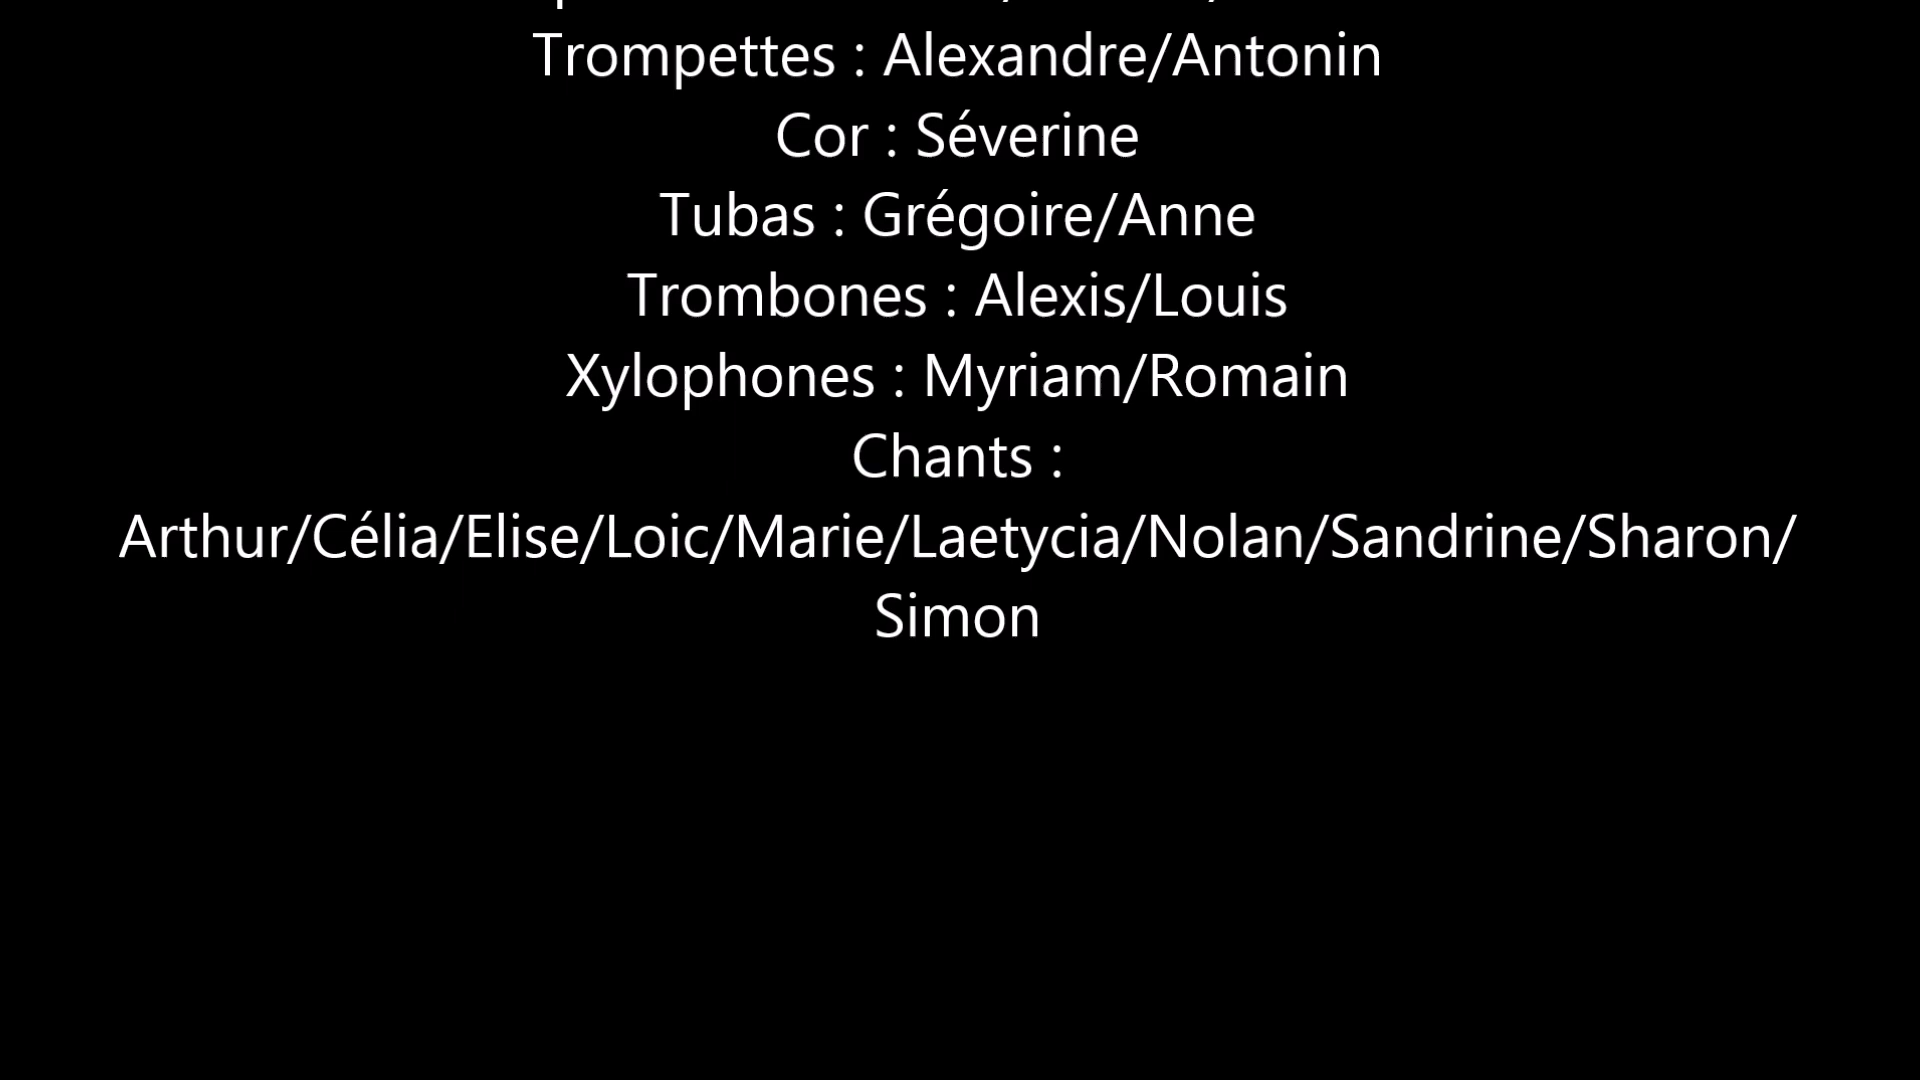 Trompettes : Alexandre/Antonin
Cor : Séverine
Tubas : Grégoire/Anne
Trombones : Alexis/Louis
Xylophones : Myriam/Romain
Chants :
Arthur/Célia/Elise/Loic/Marie/Laetycia/Nolan/Sandrine/Sharon/
Simon